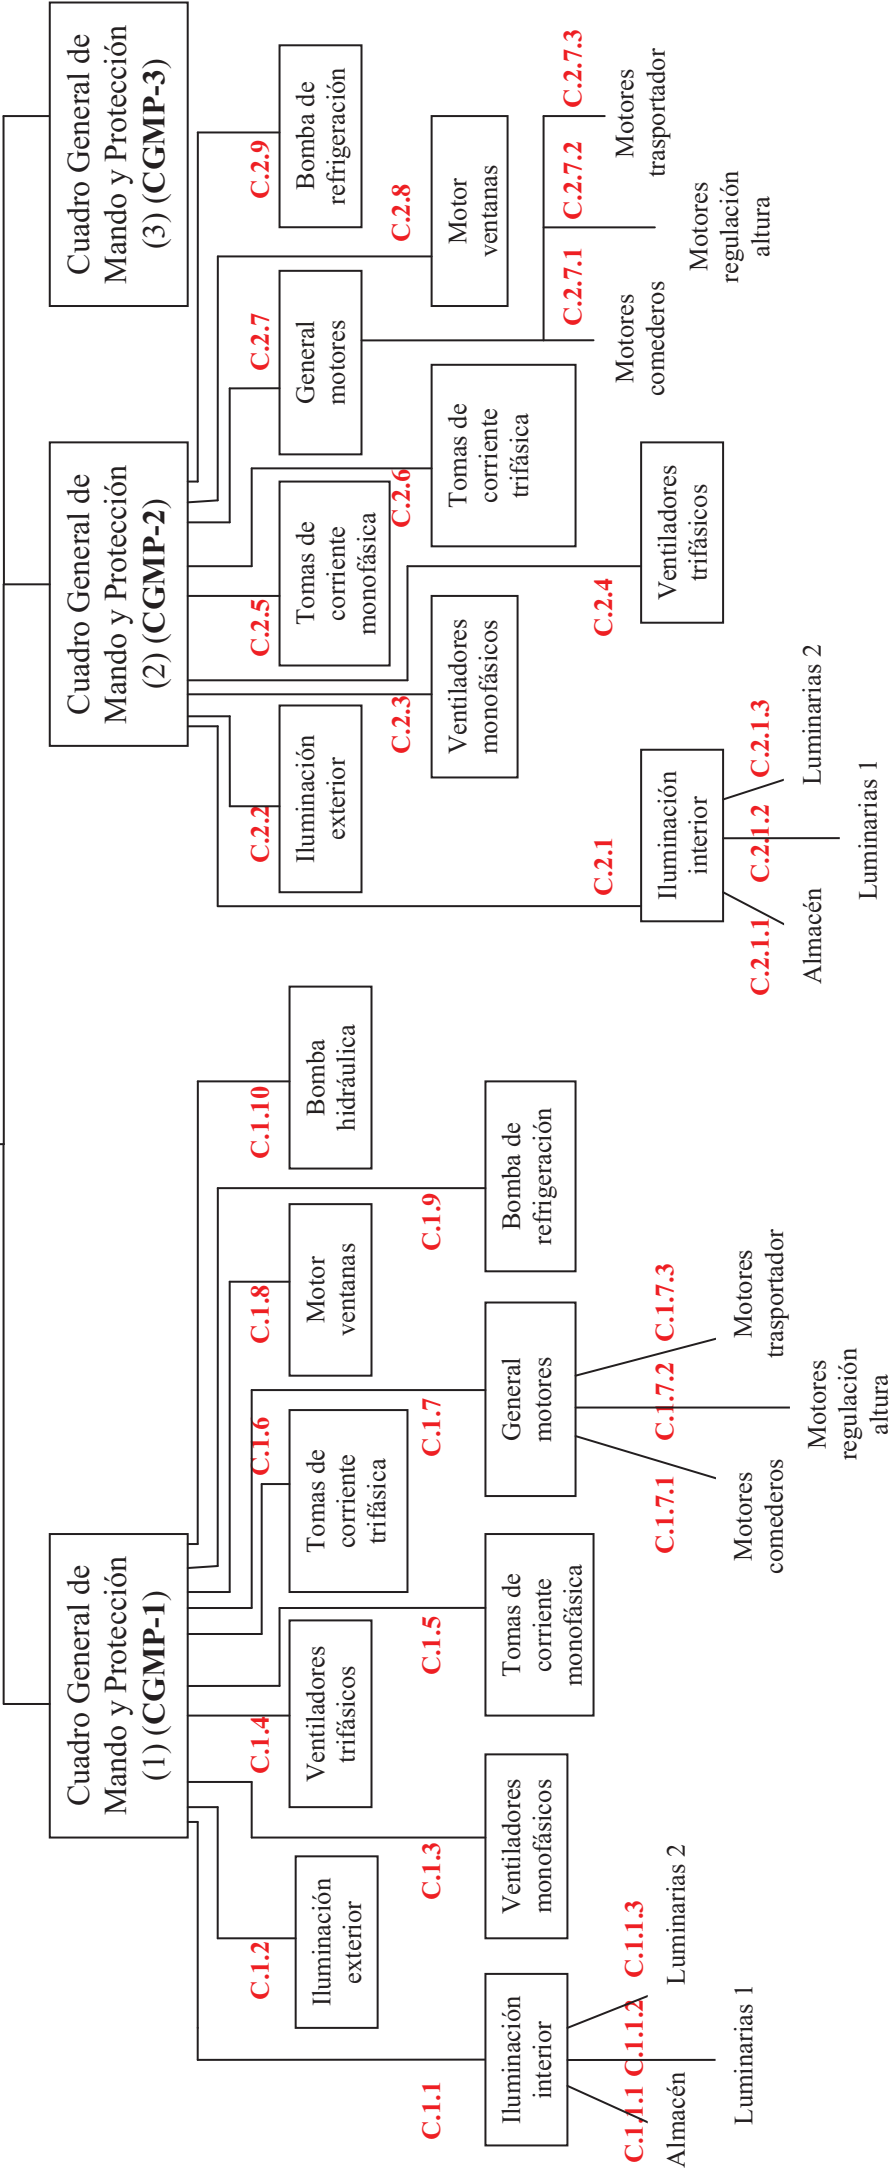 Cuadro General de
Mando y Protección
(1) (CGMP-1)
Cuadro General de
Mando y Protección
(2) (CGMP-2)
Cuadro General de
Mando y Protección
(3) (CGMP-3)
C.1.1
Iluminación
interior
C.1.1.1
Almacén
C.1.1.2
Luminarias 1
C.1.1.3
Luminarias 2
C.1.2
Iluminación
exterior
C.1.3
Ventiladores
monofásicos
C.1.4
Ventiladores
trifásicos
C.1.5
Tomas de
corriente
monofásica
C.1.6
Tomas de
corriente
trifásica
C.1.7
General
motores
C.1.7.1
Motores
comederos
C.1.7.2
Motores
regulación
altura
C.1.7.3
Motores
trasportador
C.1.8
Motor
ventanas
C.1.9
Bomba de
refrigeración
C.1.10
Bomba
hidráulica
C.2.1
Iluminación
interior
C.2.1.1
Almacén
C.2.1.2
Luminarias 1
C.2.1.3
Luminarias 2
C.2.2
Iluminación
exterior
C.2.3
Ventiladores
monofásicos
C.2.4
Ventiladores
trifásicos
C.2.5
Tomas de
corriente
monofásica
C.2.6
Tomas de
corriente
trifásica
C.2.7
General
motores
C.2.7.1
Motores
comederos
C.2.7.2
Motores
regulación
altura
C.2.7.3
Motores
trasportador
C.2.8
Motor
ventanas
C.2.9
Bomba de
refrigeración